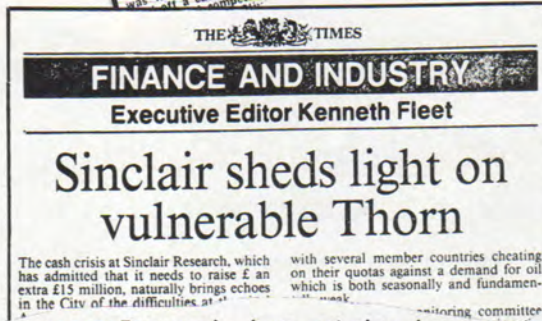 THE TIMES
FINANCE AND INDUSTRY
Executive Editor Kenneth Fleet
Sinclair sheds light on
vulnerable Thorn
The cash crisis at Sinclair Research, which
has admitted that it needs to raise £ an
extra £15 million, naturally brings echoes
in the City of the difficulties at
with several member countries cheating
on their quotas against a demand for oil
which is both seasonally and fundamen-
weak.
monitoring committee